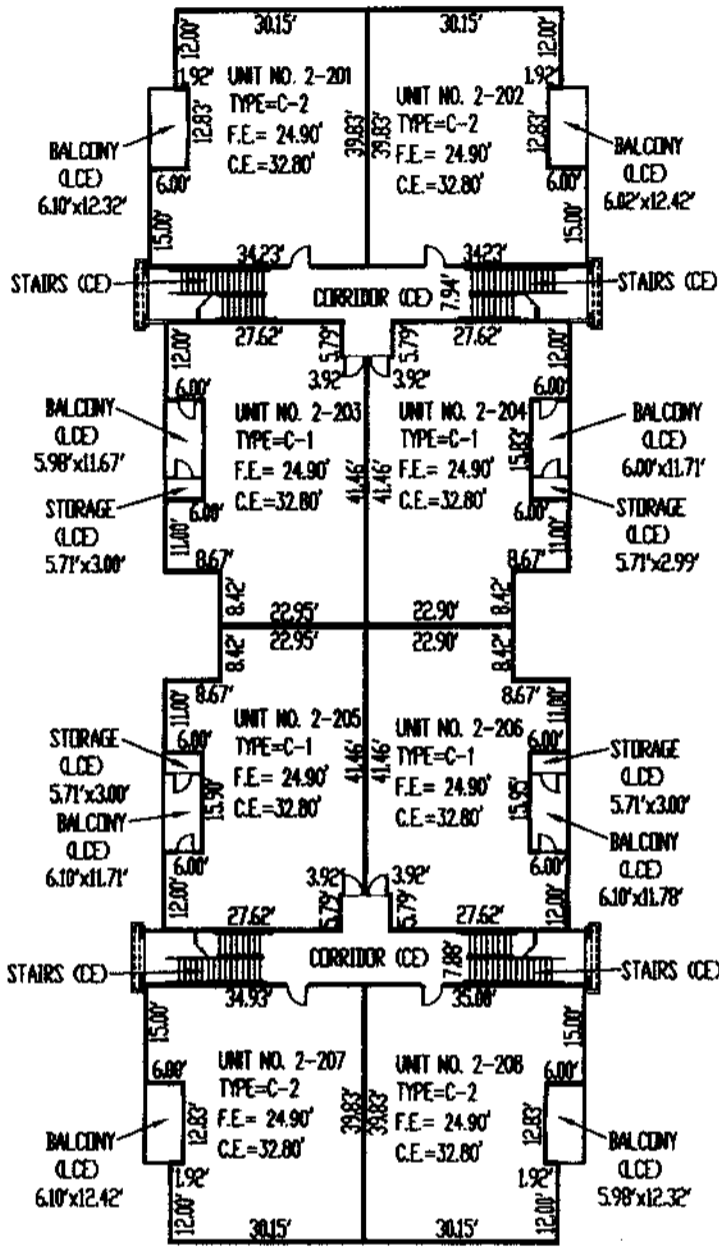 30.15' 30.15'
12.00' 12.00'
1.92' 1.92'
UNIT NO. 2-201
TYPE=C-2
F.E.= 24.90'
C.E.=32.80'
UNIT NO. 2-202
TYPE=C-2
F.E.= 24.90'
C.E.=32.80'
12.83' 39.83' 39.83' 12.83'
BALCONY
(LCE)
6.10'x12.32'
BALCONY
(LCE)
6.02'x12.42'
6.00' 6.00'
15.00' 15.00'
34.23' 34.23'
STAIRS (CE)
CORRIDOR (CE)
7.94'
STAIRS (CE)
27.62' 27.62'
12.00' 5.79' 5.79' 12.00'
3.92' 3.92'
6.00' 6.00'
BALCONY
(LCE)
5.98'x11.67'
STORAGE
(LCE)
5.71'x3.00'
UNIT NO. 2-203
TYPE=C-1
F.E.= 24.90'
C.E.=32.80'
UNIT NO. 2-204
TYPE=C-1
F.E.= 24.90'
C.E.=32.80'
41.46' 41.46' 15.83'
BALCONY
(LCE)
6.00'x11.71'
STORAGE
(LCE)
5.71'x2.99'
6.00' 6.00'
11.00' 11.00'
8.67' 8.67'
8.42' 8.42'
22.95' 22.90'
22.95' 22.90'
8.42' 8.42'
8.67' 8.67'
11.00' 11.00'
6.00' 6.00'
STORAGE
(LCE)
5.71'x3.00'
BALCONY
(LCE)
6.10'x11.71'
UNIT NO. 2-205
TYPE=C-1
F.E.= 24.90'
C.E.=32.80'
UNIT NO. 2-206
TYPE=C-1
F.E.= 24.90'
C.E.=32.80'
15.90' 41.46' 41.46' 15.95'
STORAGE
(LCE)
5.71'x3.00'
BALCONY
(LCE)
6.10'x11.78'
6.00' 6.00'
3.92' 3.92'
12.00' 5.79' 5.79' 12.00'
27.62' 27.62'
STAIRS (CE)
CORRIDOR (CE)
7.88'
STAIRS (CE)
34.93' 35.00'
15.00' 15.00'
6.00' 6.00'
UNIT NO. 2-207
TYPE=C-2
F.E.= 24.90'
C.E.=32.80'
UNIT NO. 2-208
TYPE=C-2
F.E.= 24.90'
C.E.=32.80'
12.83' 39.83' 39.83' 12.83'
BALCONY
(LCE)
6.10'x12.42'
BALCONY
(LCE)
5.98'x12.32'
1.92' 1.92'
12.00' 12.00'
30.15' 30.15'